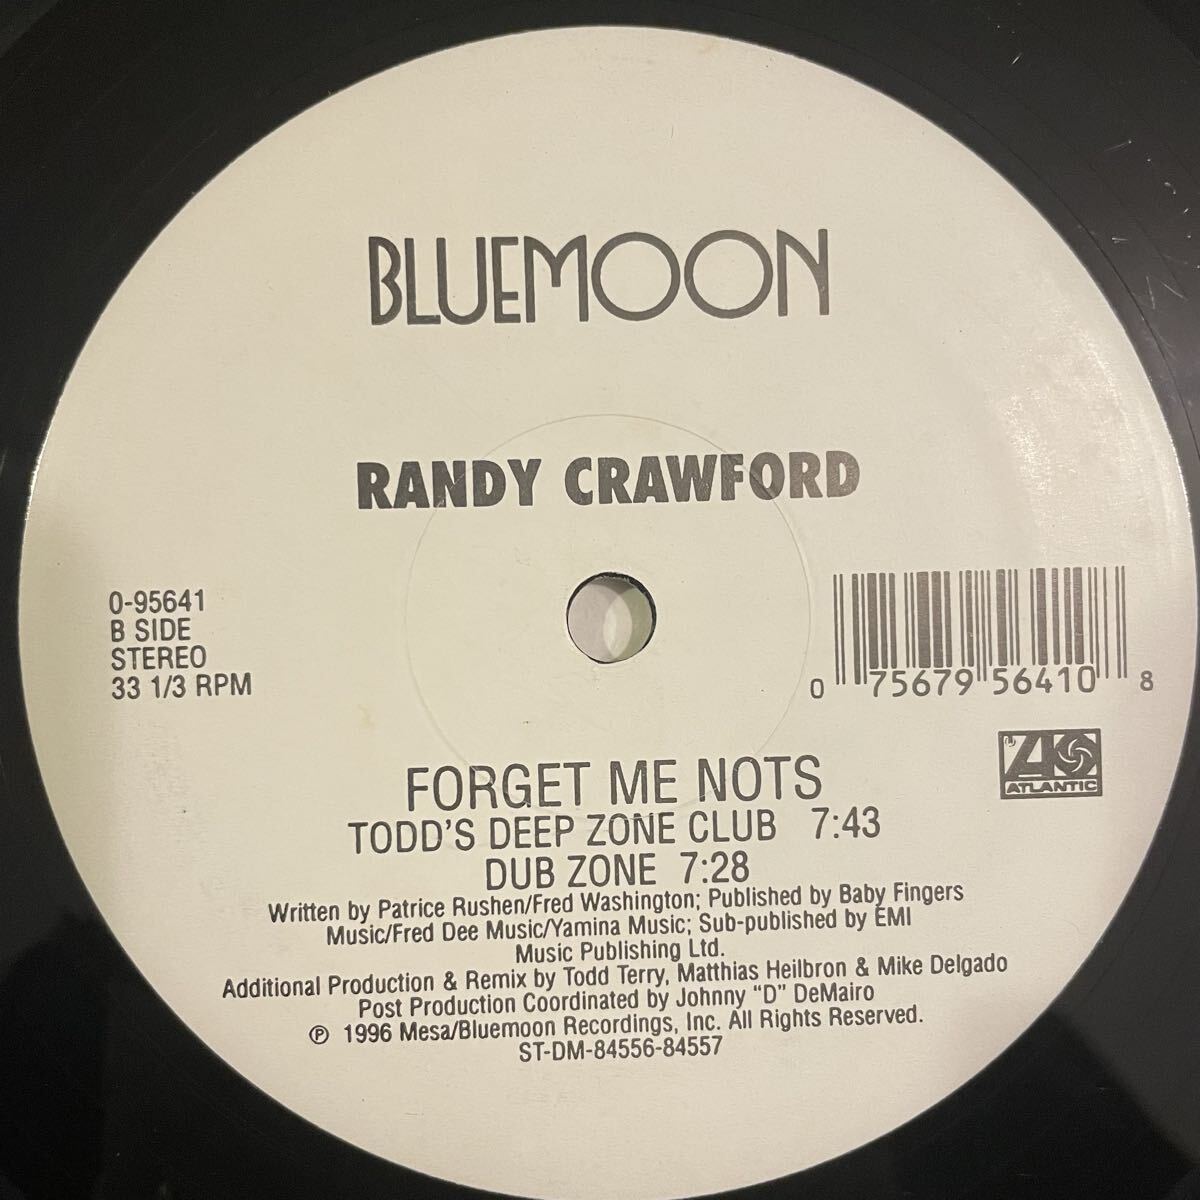 BLUEMOON
RANDY CRAWFORD
0-95641
B SIDE
STEREO
33 1/3 RPM
0 75679 56410 8
ATLANTIC
FORGET ME NOTS
TODD'S DEEP ZONE CLUB 7:43
DUB ZONE 7:28
Written by Patrice Rushen/Fred Washington; Published by Baby Fingers
Music/Fred Dee Music/Yamina Music; Sub-published by EMI
Music Publishing Ltd.
Additional Production & Remix by Todd Terry, Matthias Heilbron & Mike Delgado
Post Production Coordinated by Johnny "D" DeMairo
℗ 1996 Mesa/Bluemoon Recordings, Inc. All Rights Reserved.
ST-DM-84556-84557